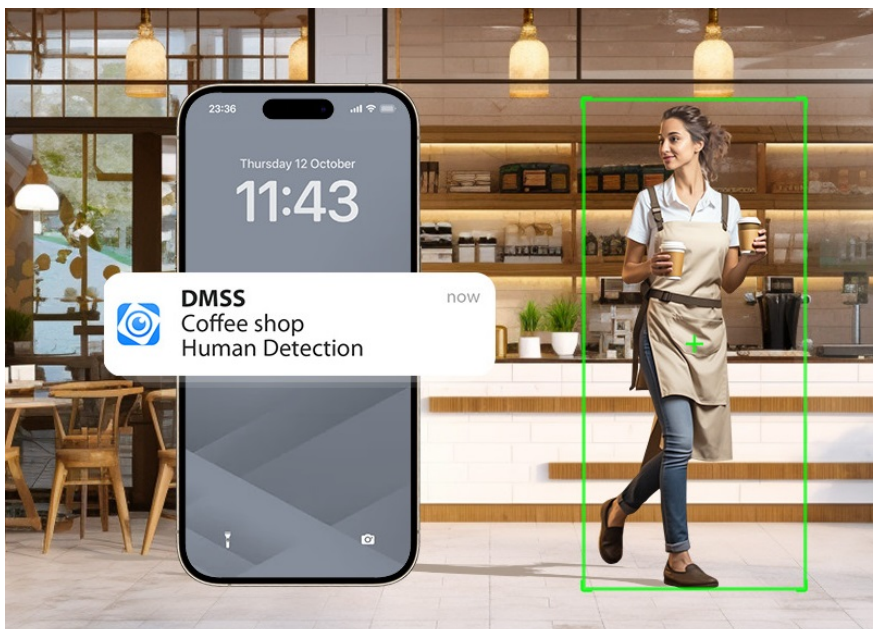 23:36
Thursday 12 October
11:43
DMSS
now
Coffee shop
Human Detection